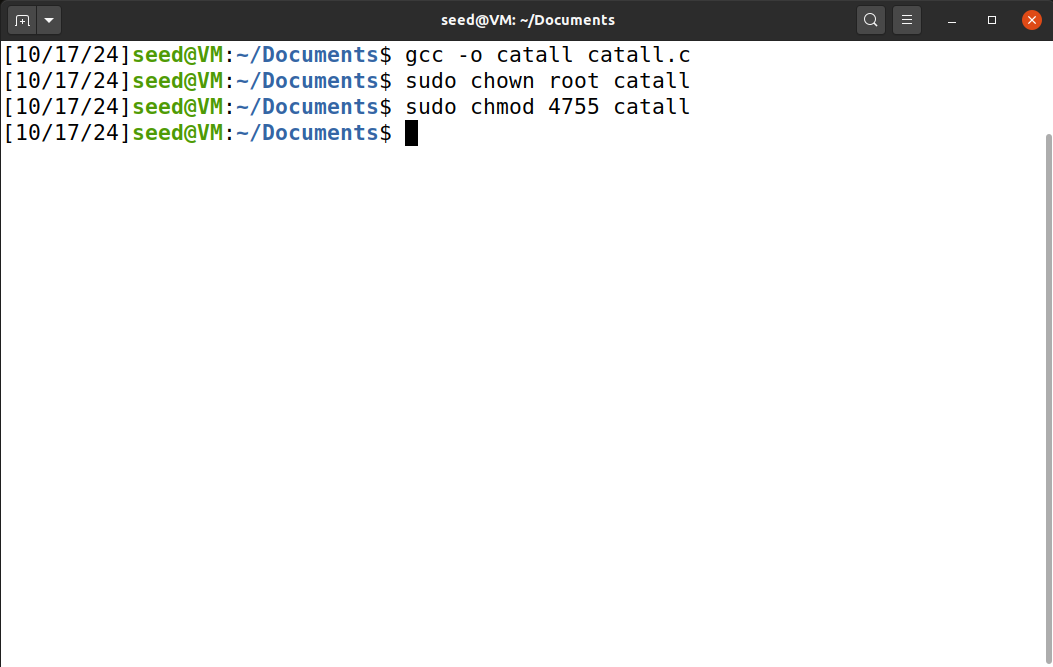 seed@VM: ~/Documents
[10/17/24]seed@VM:~/Documents$ gcc -o catall catall.c
[10/17/24]seed@VM:~/Documents$ sudo chown root catall
[10/17/24]seed@VM:~/Documents$ sudo chmod 4755 catall
[10/17/24]seed@VM:~/Documents$